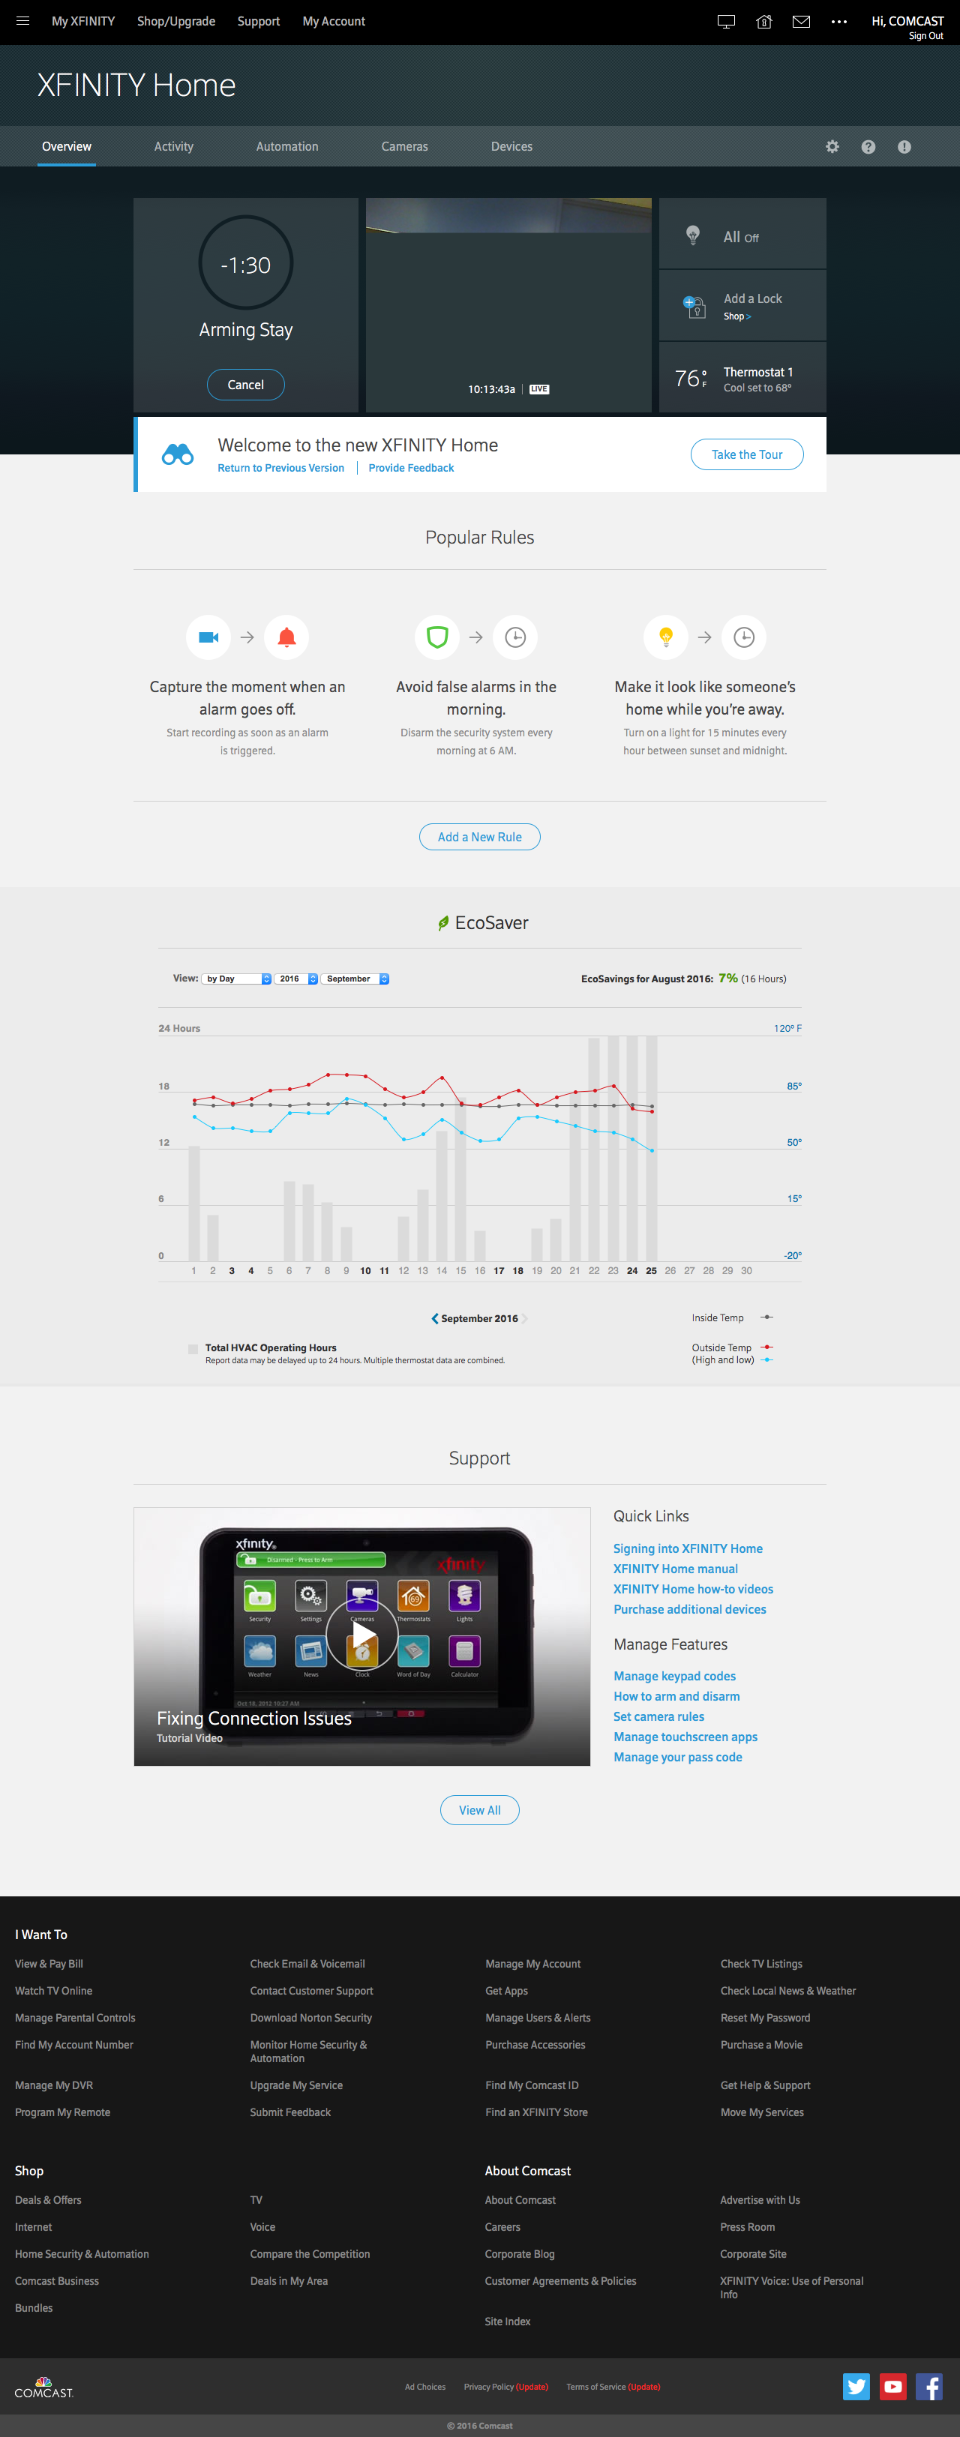 My XFINITY Shop/Upgrade Support My Account
Hi, COMCAST
Sign Out
XFINITY Home
Overview Activity Automation Cameras Devices
-1:30
Arming Stay
Cancel
10:13:43a LIVE
All Off
Add a Lock
Shop >
76° F
Thermostat 1
Cool set to 68°
Welcome to the new XFINITY Home
Return to Previous Version | Provide Feedback
Take the Tour
Popular Rules
Capture the moment when an
alarm goes off.
Start recording as soon as an alarm
is triggered.
Avoid false alarms in the
morning.
Disarm the security system every
morning at 6 AM.
Make it look like someone's
home while you're away.
Turn on a light for 15 minutes every
hour between sunset and midnight.
Add a New Rule
EcoSaver
View: by Day 2016 September
EcoSavings for August 2016: 7% (16 Hours)
24 Hours 120° F
18 85°
12 50°
6 15°
0 -20°
1 2 3 4 5 6 7 8 9 10 11 12 13 14 15 16 17 18 19 20 21 22 23 24 25 26 27 28 29 30
September 2016
Inside Temp
Total HVAC Operating Hours
Report data may be delayed up to 24 hours. Multiple thermostat data are combined.
Outside Temp
(High and low)
Support
xfinity
Disarmed - Press to Arm
xfinity
Security Settings Cameras Thermostats Lights
Weather News Clock Word of Day Calculator
Oct 18, 2012 10:27 AM
Fixing Connection Issues
Tutorial Video
Quick Links
Signing into XFINITY Home
XFINITY Home manual
XFINITY Home how-to videos
Purchase additional devices
Manage Features
Manage keypad codes
How to arm and disarm
Set camera rules
Manage touchscreen apps
Manage your pass code
View All
I Want To
View & Pay Bill Check Email & Voicemail Manage My Account Check TV Listings
Watch TV Online Contact Customer Support Get Apps Check Local News & Weather
Manage Parental Controls Download Norton Security Manage Users & Alerts Reset My Password
Find My Account Number Monitor Home Security & Purchase Accessories Purchase a Movie
Automation
Manage My DVR Upgrade My Service Find My Comcast ID Get Help & Support
Program My Remote Submit Feedback Find an XFINITY Store Move My Services
Shop About Comcast
Deals & Offers TV About Comcast Advertise with Us
Internet Voice Careers Press Room
Home Security & Automation Compare the Competition Corporate Blog Corporate Site
Comcast Business Deals in My Area Customer Agreements & Policies XFINITY Voice: Use of Personal
Info
Bundles
Site Index
COMCAST
Ad Choices Privacy Policy (Update) Terms of Service (Update)
© 2016 Comcast